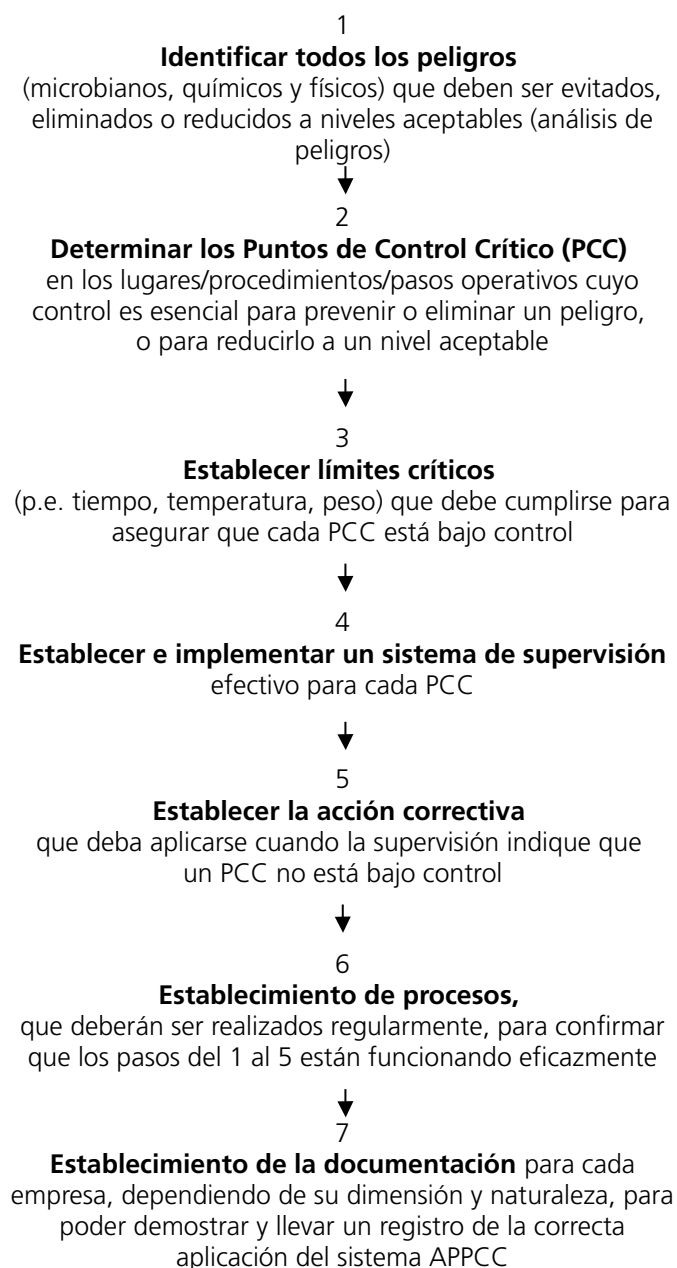 1
Identificar todos los peligros
(microbianos, químicos y físicos) que deben ser evitados,
eliminados o reducidos a niveles aceptables (análisis de
peligros)
2
Determinar los Puntos de Control Crítico (PCC)
en los lugares/procedimientos/pasos operativos cuyo
control es esencial para prevenir o eliminar un peligro,
o para reducirlo a un nivel aceptable
3
Establecer límites críticos
(p.e. tiempo, temperatura, peso) que debe cumplirse para
asegurar que cada PCC está bajo control
4
Establecer e implementar un sistema de supervisión
efectivo para cada PCC
5
Establecer la acción correctiva
que deba aplicarse cuando la supervisión indique que
un PCC no está bajo control
6
Establecimiento de procesos,
que deberán ser realizados regularmente, para confirmar
que los pasos del 1 al 5 están funcionando eficazmente
7
Establecimiento de la documentación para cada
empresa, dependiendo de su dimensión y naturaleza, para
poder demostrar y llevar un registro de la correcta
aplicación del sistema APPCC